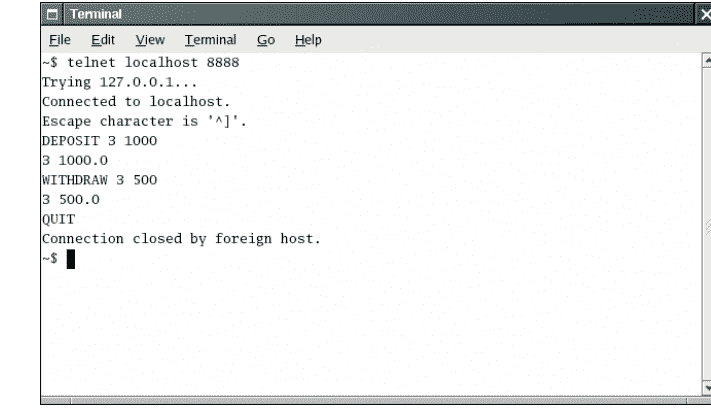 Terminal
File Edit View Terminal Go Help
~$ telnet localhost 8888
Trying 127.0.0.1...
Connected to localhost.
Escape character is '^]'.
DEPOSIT 3 1000
3 1000.0
WITHDRAW 3 500
3 500.0
QUIT
Connection closed by foreign host.
~$